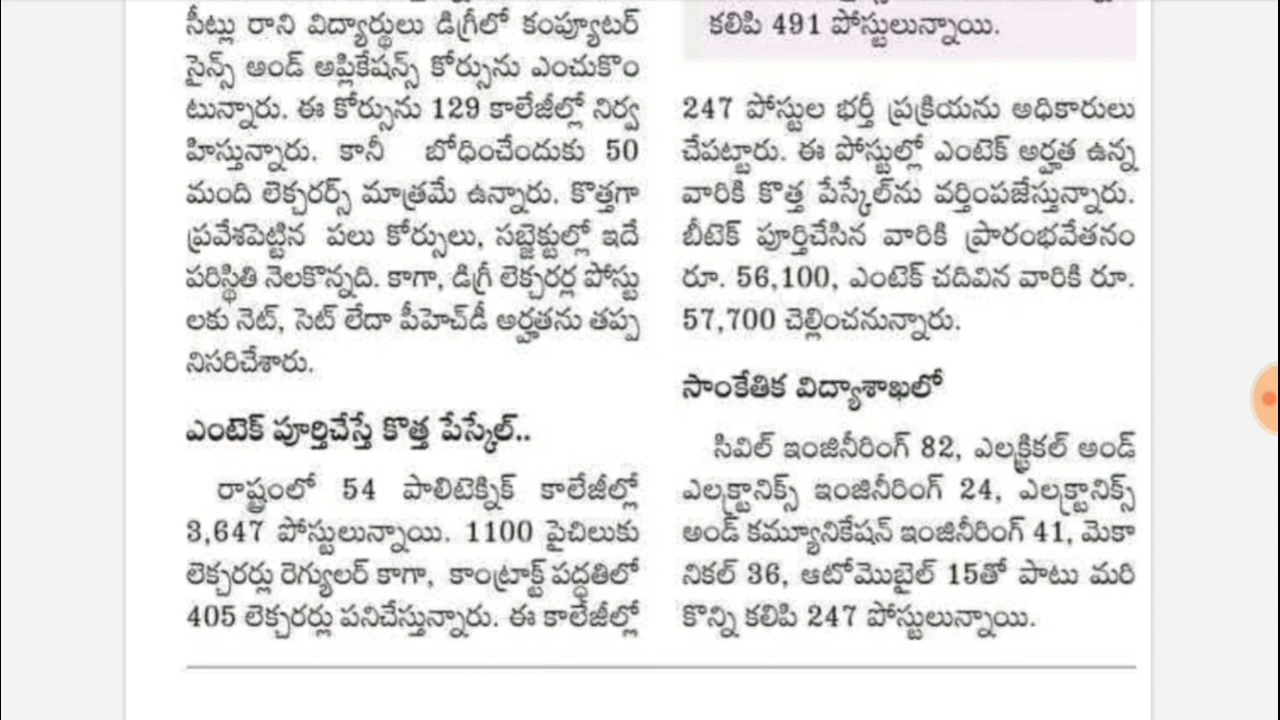 సీట్లు రాని విద్యార్థులు డిగ్రీలో కంప్యూటర్
సైన్స్ అండ్ అప్లికేషన్స్ కోర్సును ఎంచుకొం
టున్నారు. ఈ కోర్సును 129 కాలేజీల్లో నిర్వ
హిస్తున్నారు. కానీ బోధించేందుకు 50
మంది లెక్చరర్స్ మాత్రమే ఉన్నారు. కొత్తగా
ప్రవేశపెట్టిన పలు కోర్సులు, సబ్జెక్టుల్లో ఇదే
పరిస్థితి నెలకొన్నది. కాగా, డిగ్రీ లెక్చరర్ల పోస్టు
లకు నెట్, సెట్ లేదా పీహెచ్‌డీ అర్హతను తప్ప
నిసరిచేశారు.
ఎంటెక్ పూర్తిచేస్తే కొత్త పేస్కేల్..
రాష్ట్రంలో 54 పాలిటెక్నిక్ కాలేజీల్లో
3,647 పోస్టులున్నాయి. 1100 పైచిలుకు
లెక్చరర్లు రెగ్యులర్ కాగా, కాంట్రాక్ట్ పద్ధతిలో
405 లెక్చరర్లు పనిచేస్తున్నారు. ఈ కాలేజీల్లో
కలిపి 491 పోస్టులున్నాయి.
247 పోస్టుల భర్తీ ప్రక్రియను అధికారులు
చేపట్టారు. ఈ పోస్టుల్లో ఎంటెక్ అర్హత ఉన్న
వారికి కొత్త పేస్కేల్‌ను వర్తింపజేస్తున్నారు.
బీటెక్ పూర్తిచేసిన వారికి ప్రారంభవేతనం
రూ. 56,100, ఎంటెక్ చదివిన వారికి రూ.
57,700 చెల్లించనున్నారు.
సాంకేతిక విద్యాశాఖలో
సివిల్ ఇంజినీరింగ్ 82, ఎలక్ట్రికల్ అండ్
ఎలక్ట్రానిక్స్ ఇంజినీరింగ్ 24, ఎలక్ట్రానిక్స్
అండ్ కమ్యూనికేషన్ ఇంజినీరింగ్ 41, మెకా
నికల్ 36, ఆటోమొబైల్ 15తో పాటు మరి
కొన్ని కలిపి 247 పోస్టులున్నాయి.